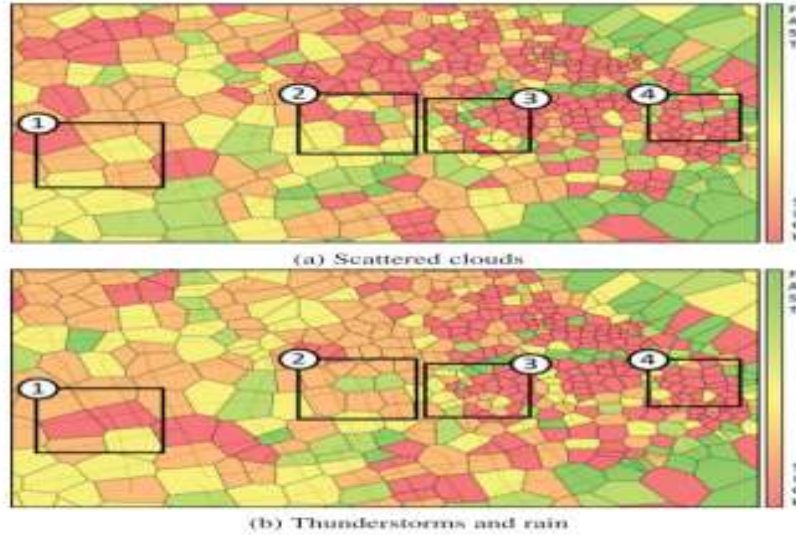 F
A
S
T
1
2
3
4
S
L
O
W
(a) Scattered clouds
F
A
S
T
1
2
3
4
S
L
O
W
(b) Thunderstorms and rain